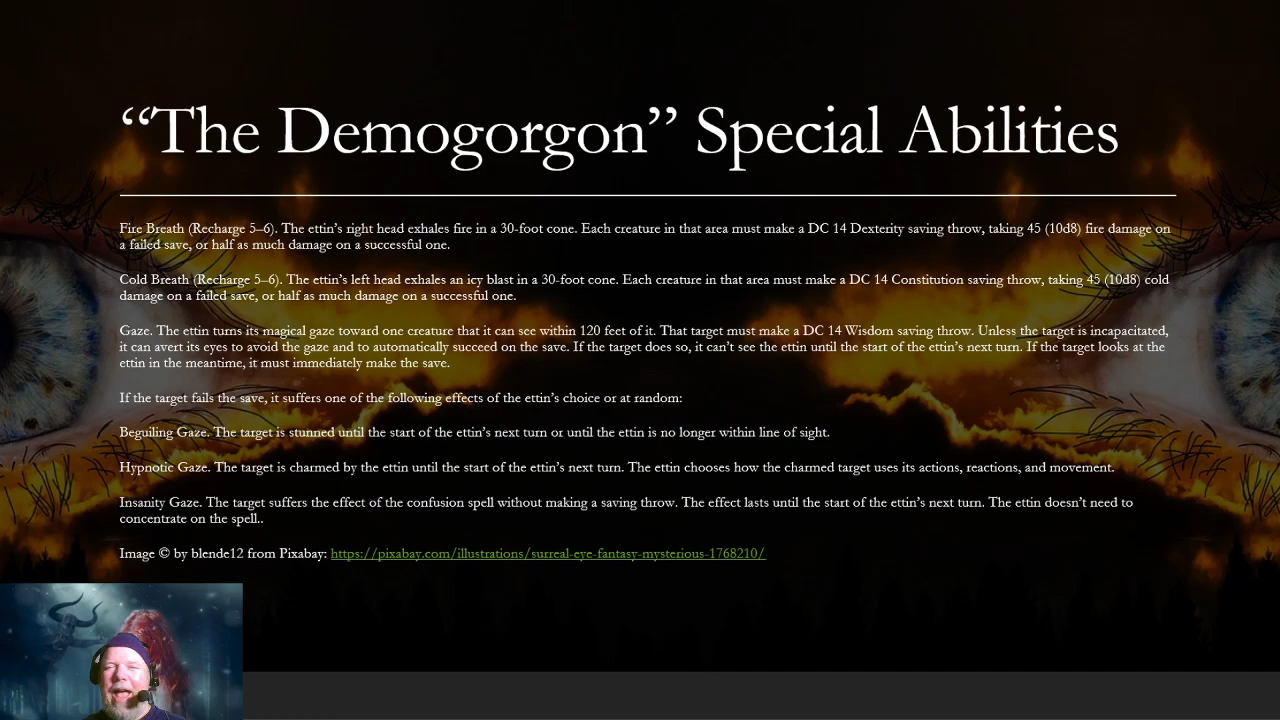 “The Demogorgon” Special Abilities
Fire Breath (Recharge 5–6). The ettin’s right head exhales fire in a 30-foot cone. Each creature in that area must make a DC 14 Dexterity saving throw, taking 45 (10d8) fire damage on
a failed save, or half as much damage on a successful one.
Cold Breath (Recharge 5–6). The ettin’s left head exhales an icy blast in a 30-foot cone. Each creature in that area must make a DC 14 Constitution saving throw, taking 45 (10d8) cold
damage on a failed save, or half as much damage on a successful one.
Gaze. The ettin turns its magical gaze toward one creature that it can see within 120 feet of it. That target must make a DC 14 Wisdom saving throw. Unless the target is incapacitated,
it can avert its eyes to avoid the gaze and to automatically succeed on the save. If the target does so, it can’t see the ettin until the start of the ettin’s next turn. If the target looks at the
ettin in the meantime, it must immediately make the save.
If the target fails the save, it suffers one of the following effects of the ettin’s choice or at random:
Beguiling Gaze. The target is stunned until the start of the ettin’s next turn or until the ettin is no longer within line of sight.
Hypnotic Gaze. The target is charmed by the ettin until the start of the ettin’s next turn. The ettin chooses how the charmed target uses its actions, reactions, and movement.
Insanity Gaze. The target suffers the effect of the confusion spell without making a saving throw. The effect lasts until the start of the ettin’s next turn. The ettin doesn’t need to
concentrate on the spell..
Image © by blende12 from Pixabay: https://pixabay.com/illustrations/surreal-eye-fantasy-mysterious-1768210/